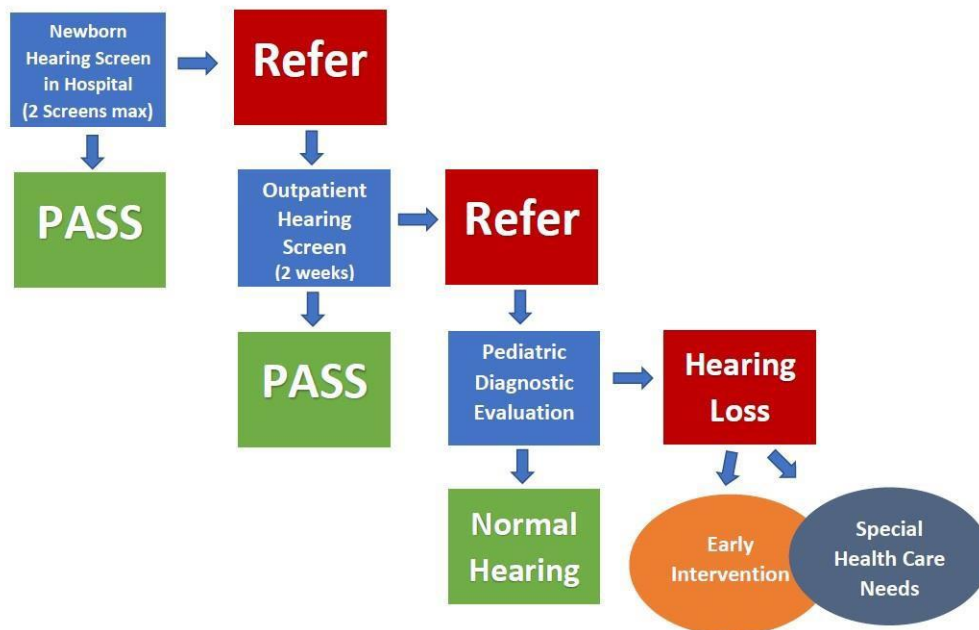 Newborn
Hearing Screen
in Hospital
(2 Screens max)
Refer
PASS
Outpatient
Hearing
Screen
(2 weeks)
Refer
PASS
Pediatric
Diagnostic
Evaluation
Hearing
Loss
Normal
Hearing
Early
Intervention
Special
Health Care
Needs